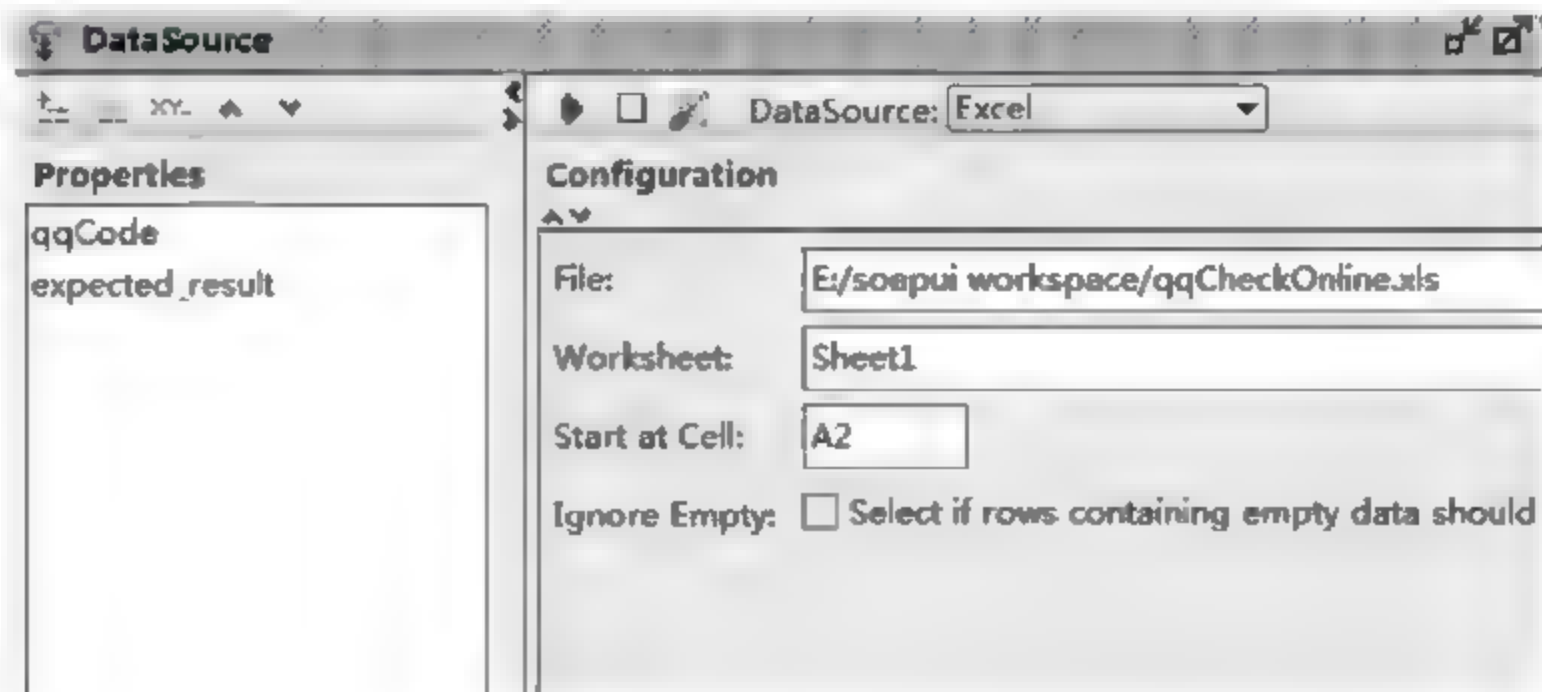 DataSource
XY=
DataSource: Excel
Properties
Configuration
qqCode
expected_result
File: E:/soapui workspace/qqCheckOnline.xls
Worksheet: Sheet1
Start at Cell: A2
Ignore Empty: Select if rows containing empty data should